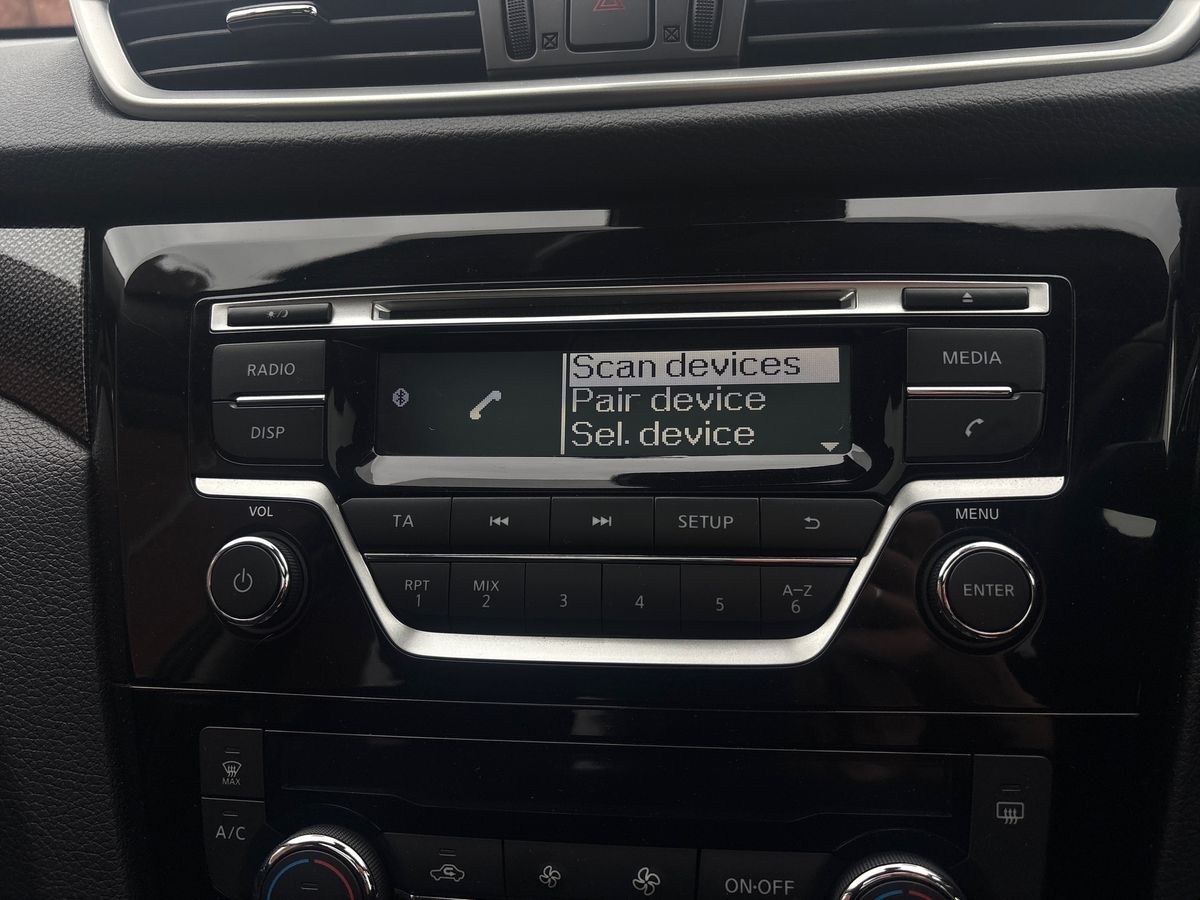 RADIO
DISP
Scan devices
Pair device
Sel. device
MEDIA
VOL
TA
SETUP
MENU
RPT
1
MIX
2
3
4
5
A-Z
6
ENTER
MAX
A/C
ON·OFF